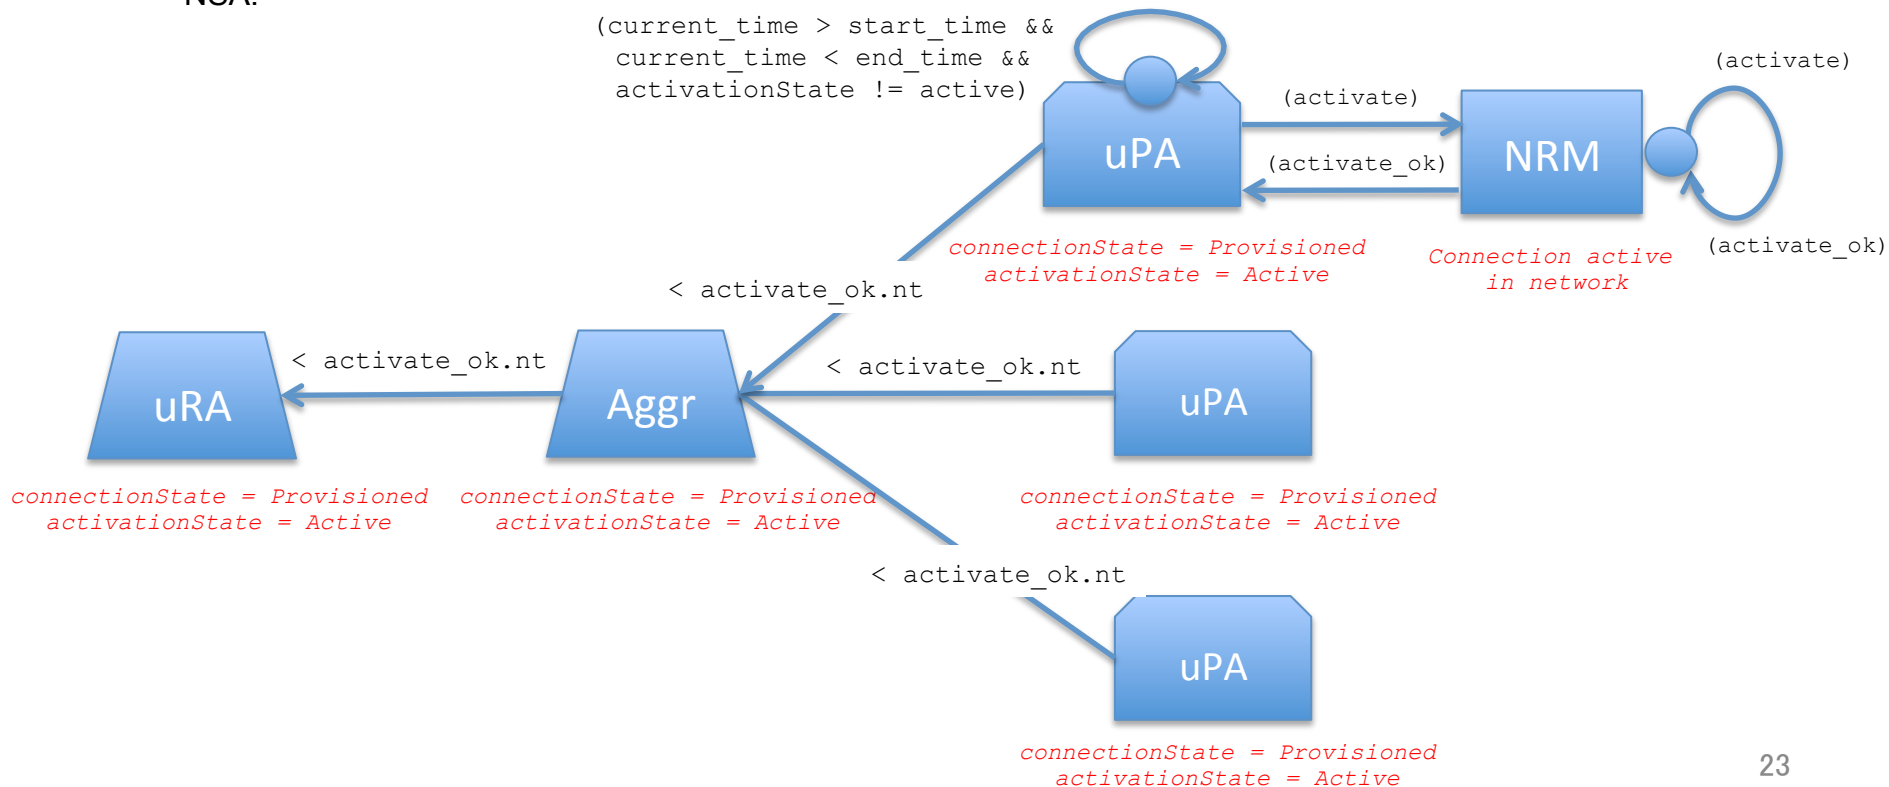 NSA.
(current_time > start_time &&
current_time < end_time &&
activationState != active)
(activate)
(activate)
uPA
(activate_ok)
NRM
connectionState = Provisioned
activationState = Active
Connection active
in network
(activate_ok)
< activate_ok.nt
< activate_ok.nt
< activate_ok.nt
uRA
Aggr
uPA
connectionState = Provisioned
activationState = Active
connectionState = Provisioned
activationState = Active
connectionState = Provisioned
activationState = Active
< activate_ok.nt
uPA
connectionState = Provisioned
activationState = Active
23